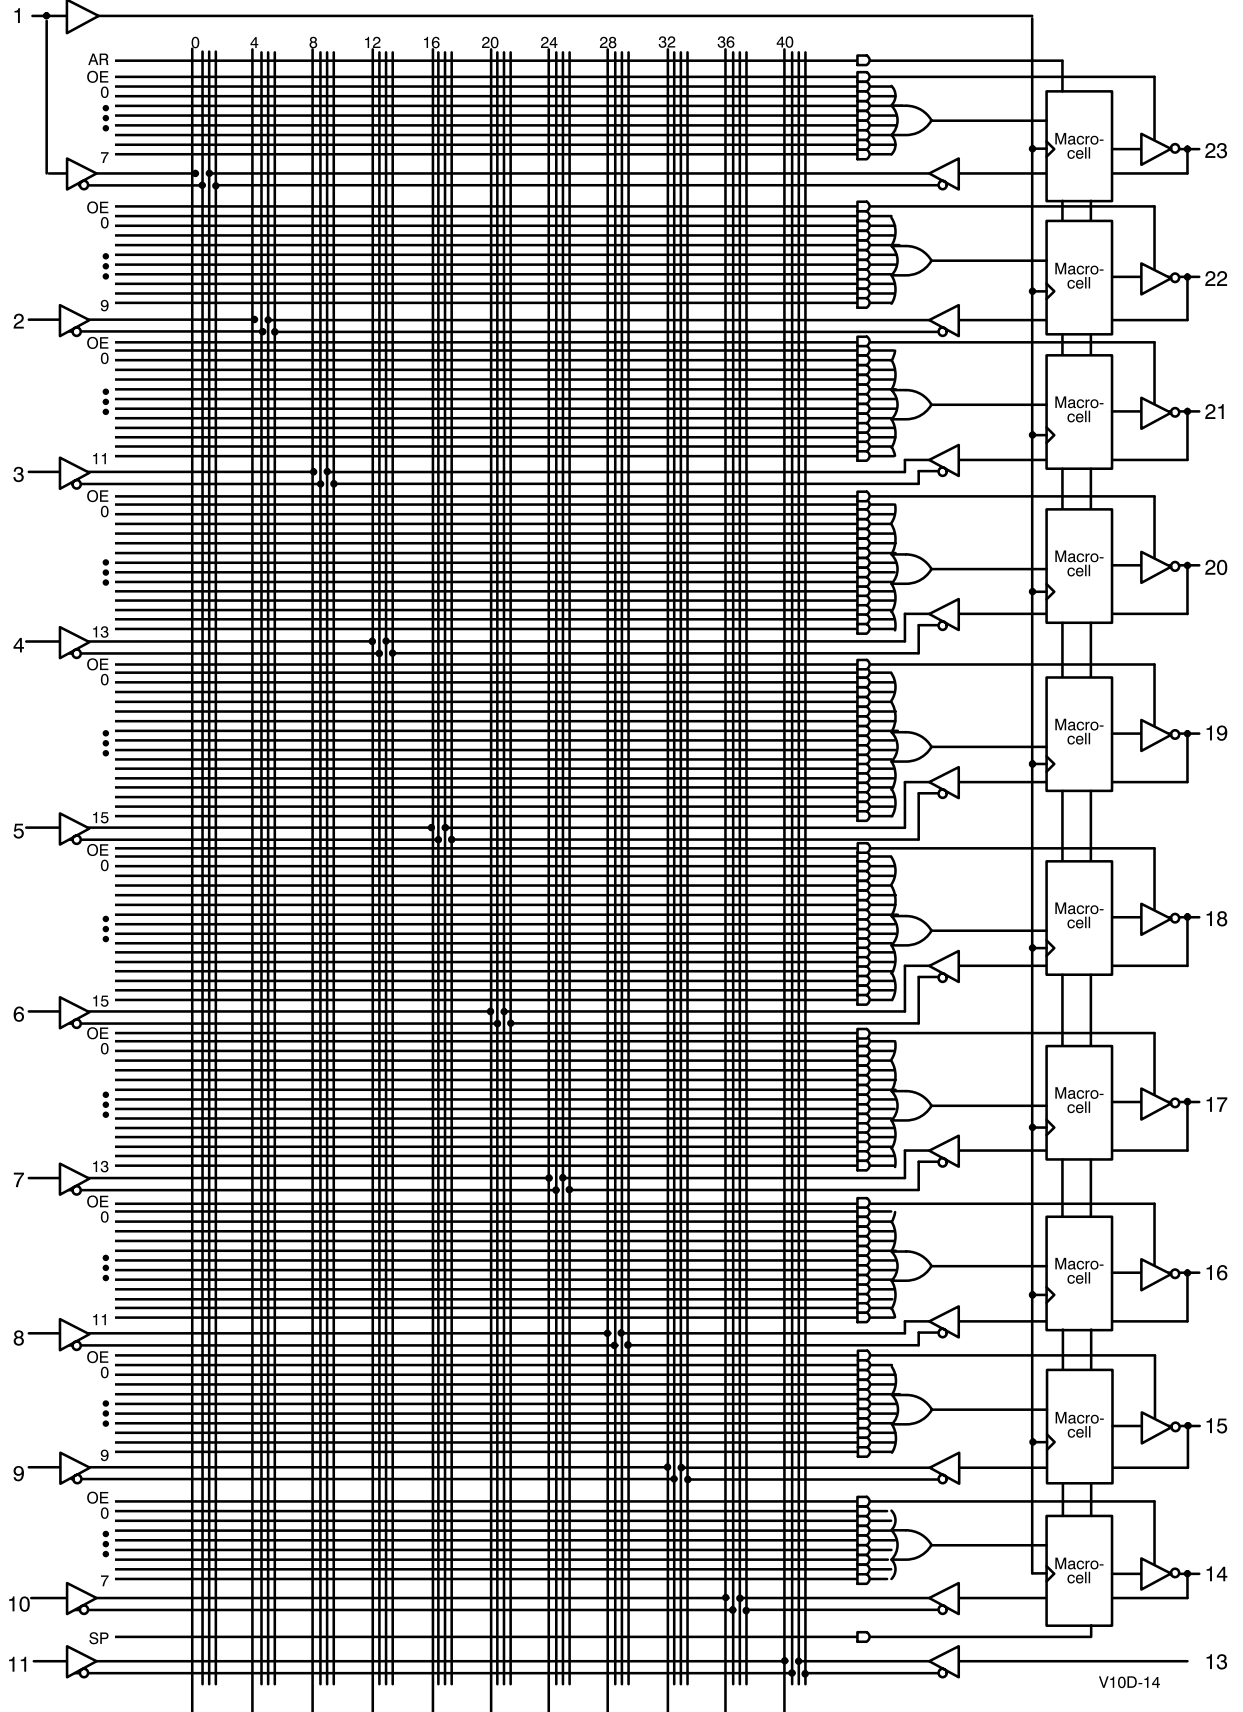 1
0 4 8 12 16 20 24 28 32 36 40
AR
OE
0
7
Macro-
cell
23
OE
0
9
Macro-
cell
22
2
OE
0
11
Macro-
cell
21
3
OE
0
13
Macro-
cell
20
4
OE
0
15
Macro-
cell
19
5
OE
0
15
Macro-
cell
18
6
OE
0
13
Macro-
cell
17
7
OE
0
11
Macro-
cell
16
8
OE
0
9
Macro-
cell
15
9
OE
0
7
Macro-
cell
14
10
SP
11
13
V10D-14